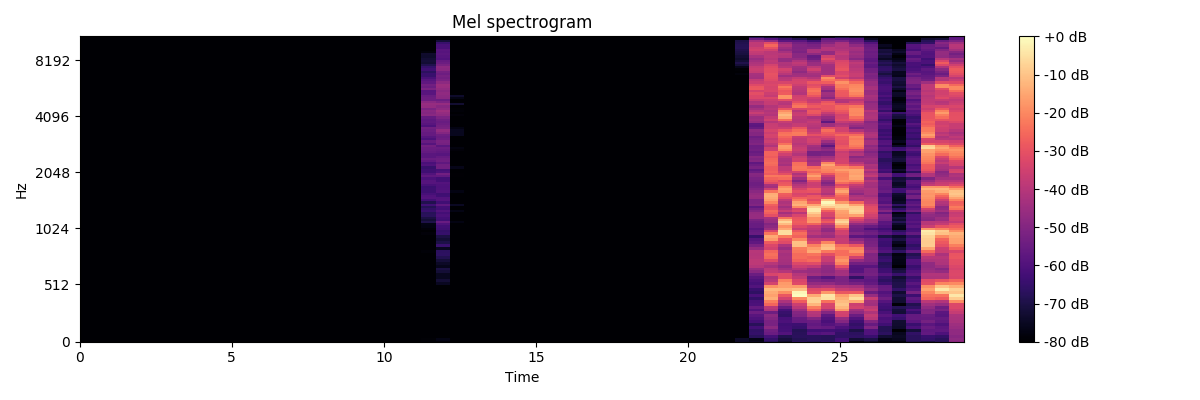 Mel spectrogram
+0 dB
8192
-10 dB
4096
-20 dB
-30 dB
2048
Hz
-40 dB
1024
-50 dB
-60 dB
512
-70 dB
0
-80 dB
0 5 10 15 20 25
Time